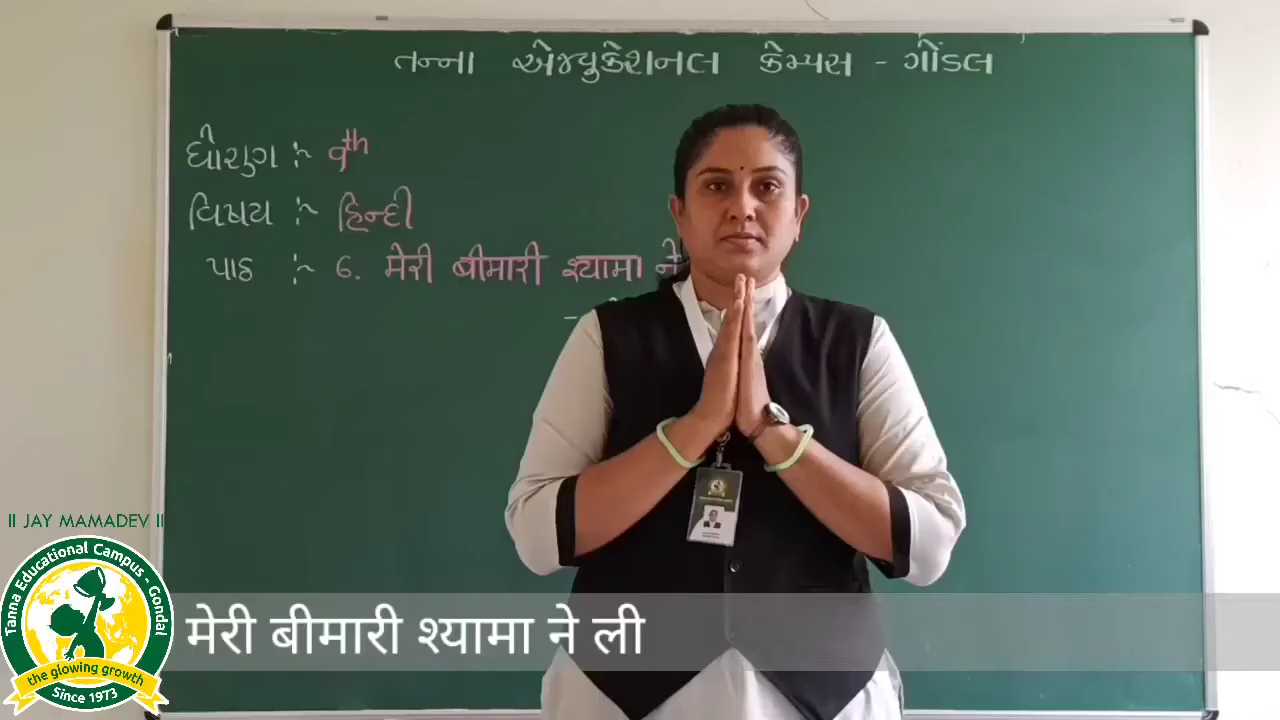 તન્ના એજ્યુકેશનલ કેમ્પસ - ગોંડલ
ધોરણ :~ 9th
વિષય :~ हिन्दी
પાઠ :~ 6. मेरी बीमारी श्यामा ने
-
II JAY MAMADEV II
Tanna Educational Campus - Gondal
the glowing growth
Since 1973
मेरी बीमारी श्यामा ने ली